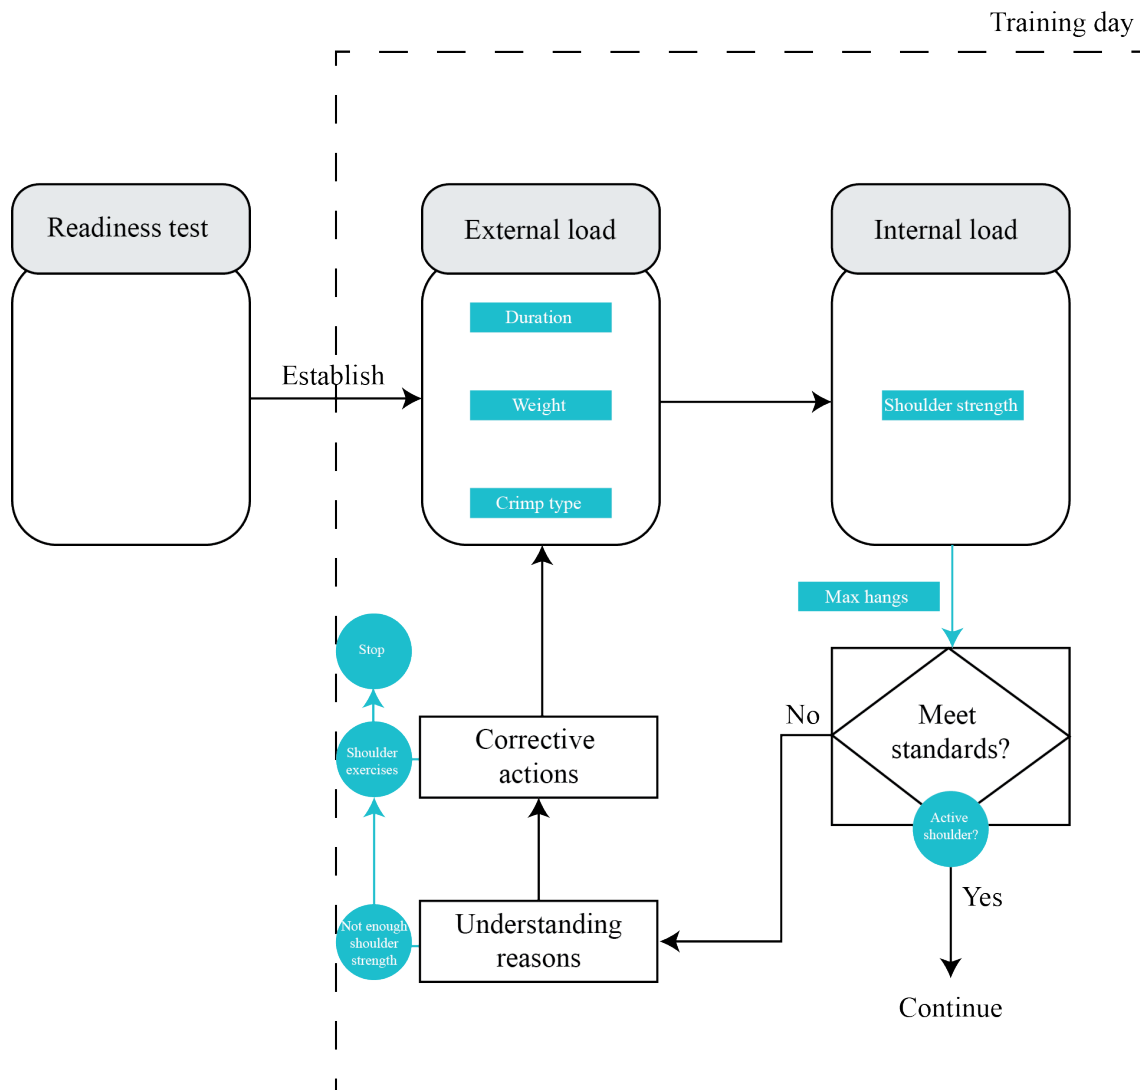 Training day
Readiness test
External load
Internal load
Duration
Establish
Weight
Shoulder strength
Crimp type
Max hangs
Stop
No
Meet
standards?
Corrective
actions
Shoulder
exercises
Active
shoulder?
Yes
Understanding
reasons
Not enough
shoulder
strength
Continue